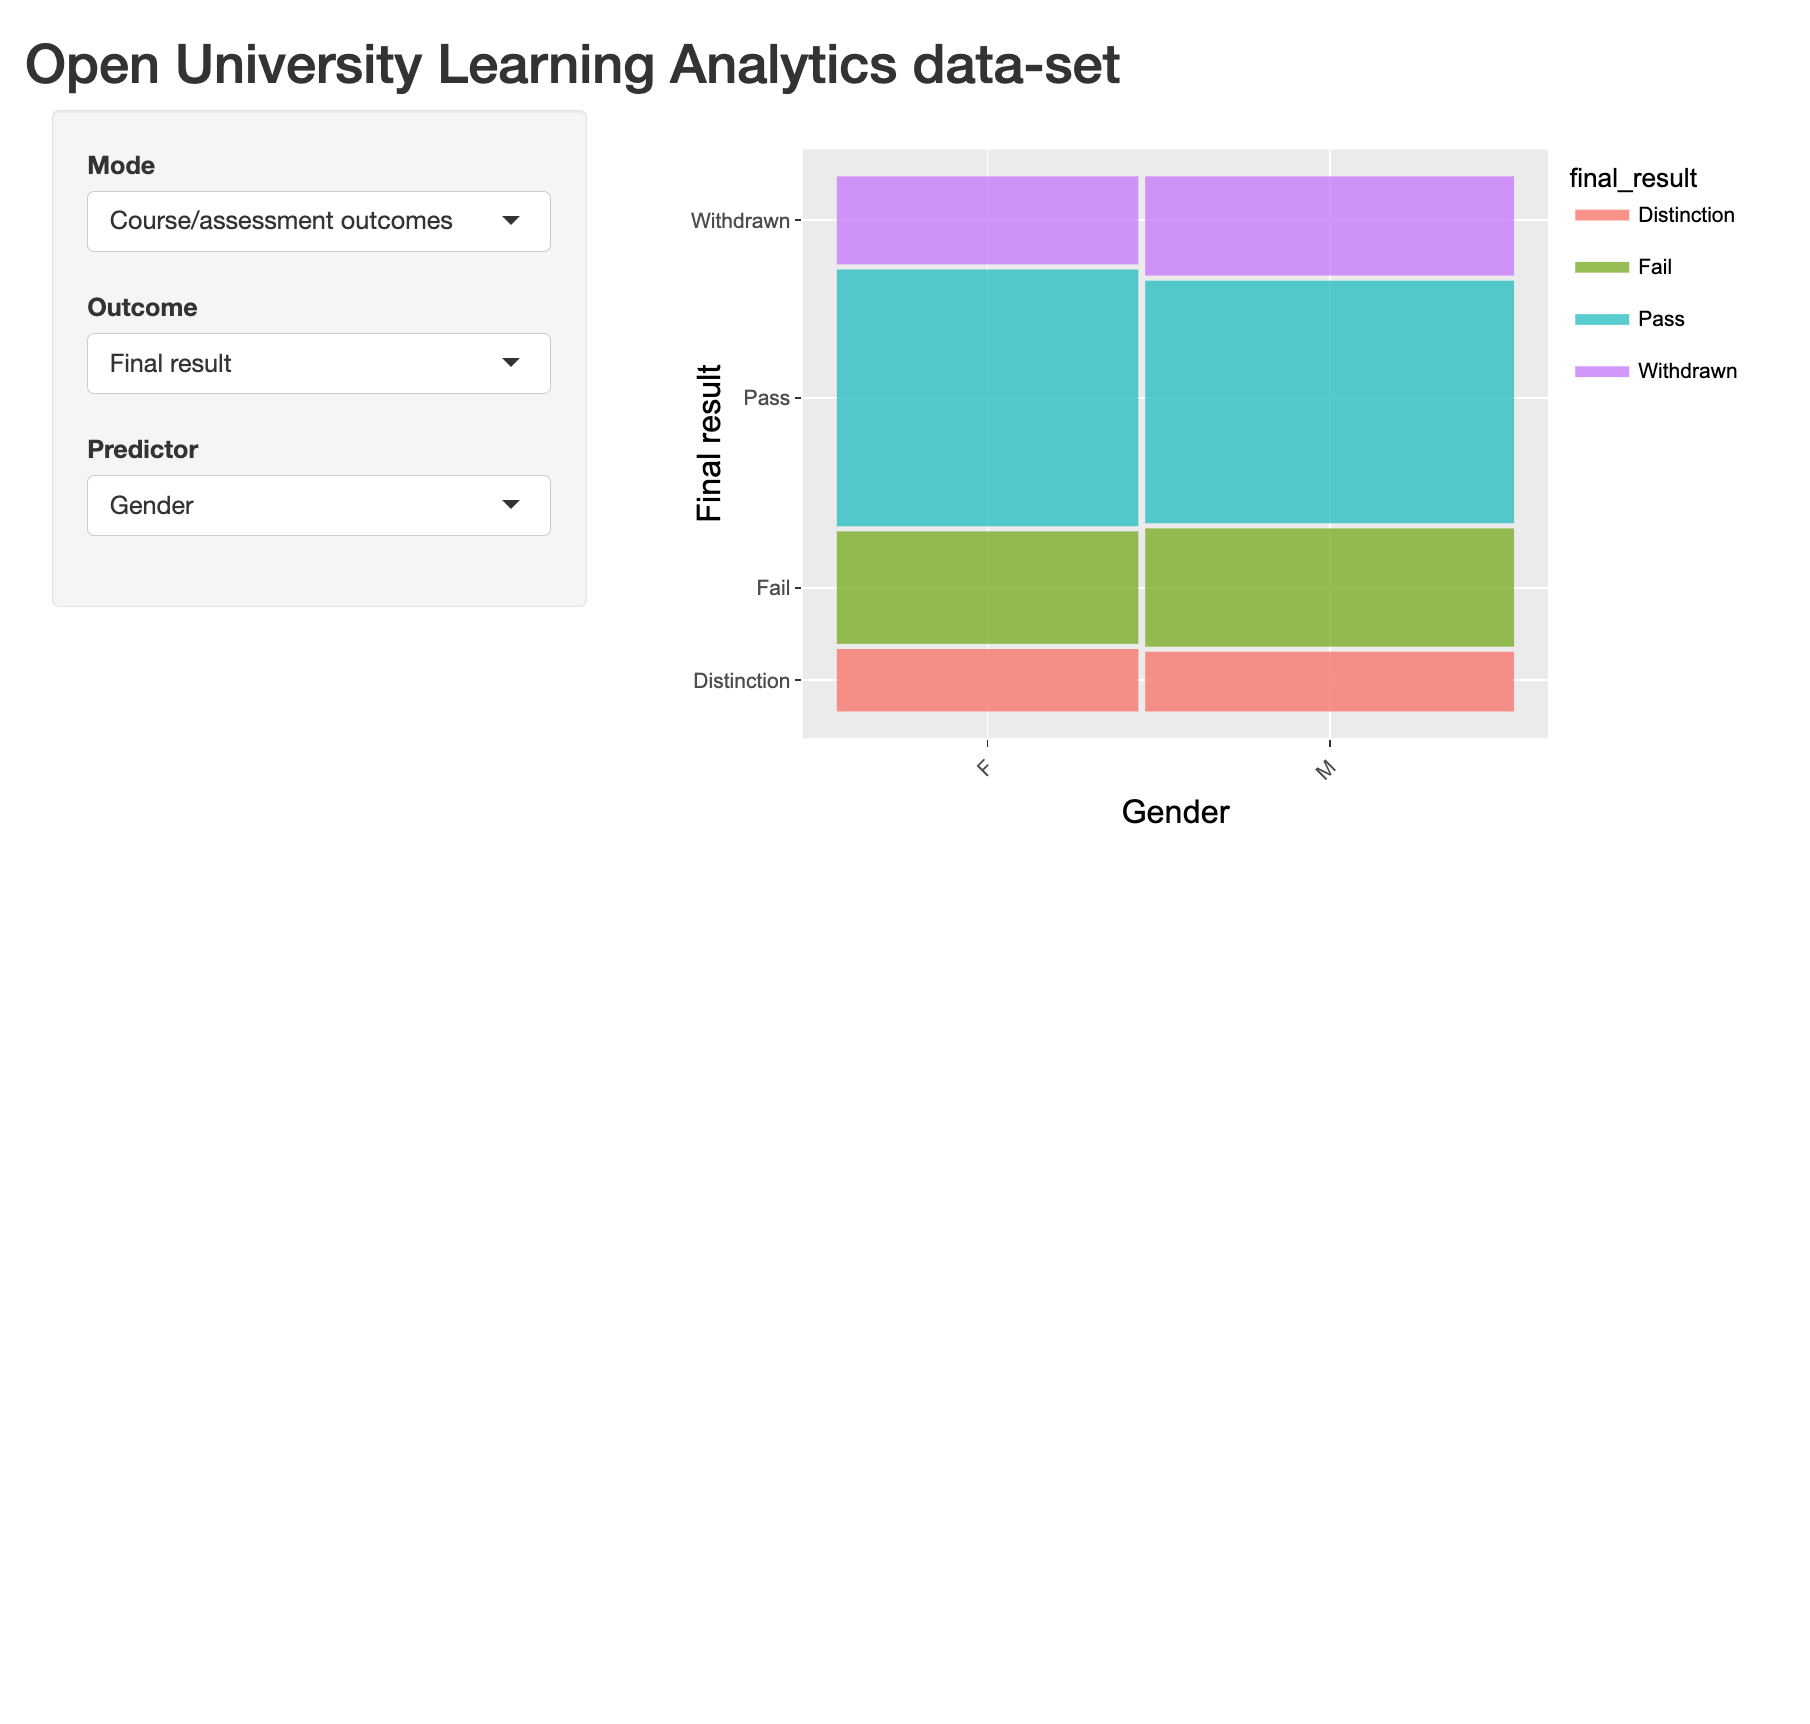 Open University Learning Analytics data-set
Mode
Course/assessment outcomes
Outcome
Final result
Predictor
Gender
Final result
Withdrawn
Pass
Fail
Distinction
F
M
Gender
final_result
Distinction
Fail
Pass
Withdrawn